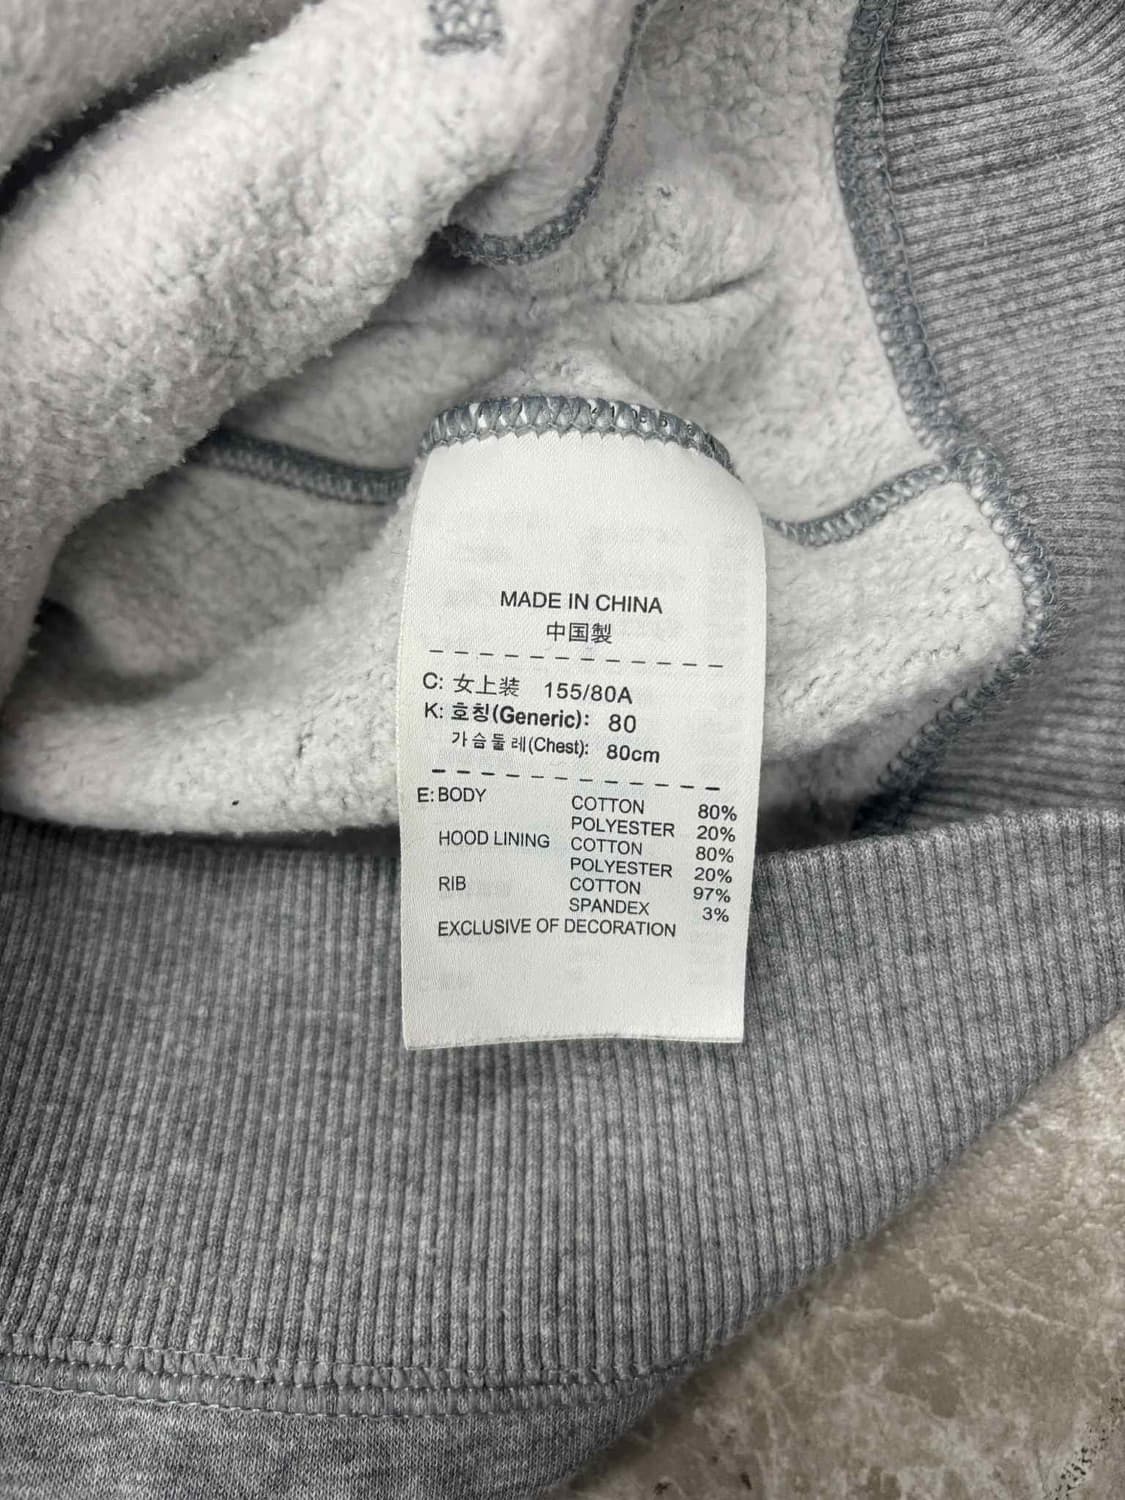 MADE IN CHINA
中国製
C: 女上装 155/80A
K: 호칭(Generic): 80
가슴둘레(Chest): 80cm
E: BODY COTTON 80%
POLYESTER 20%
HOOD LINING COTTON 80%
POLYESTER 20%
RIB COTTON 97%
SPANDEX 3%
EXCLUSIVE OF DECORATION